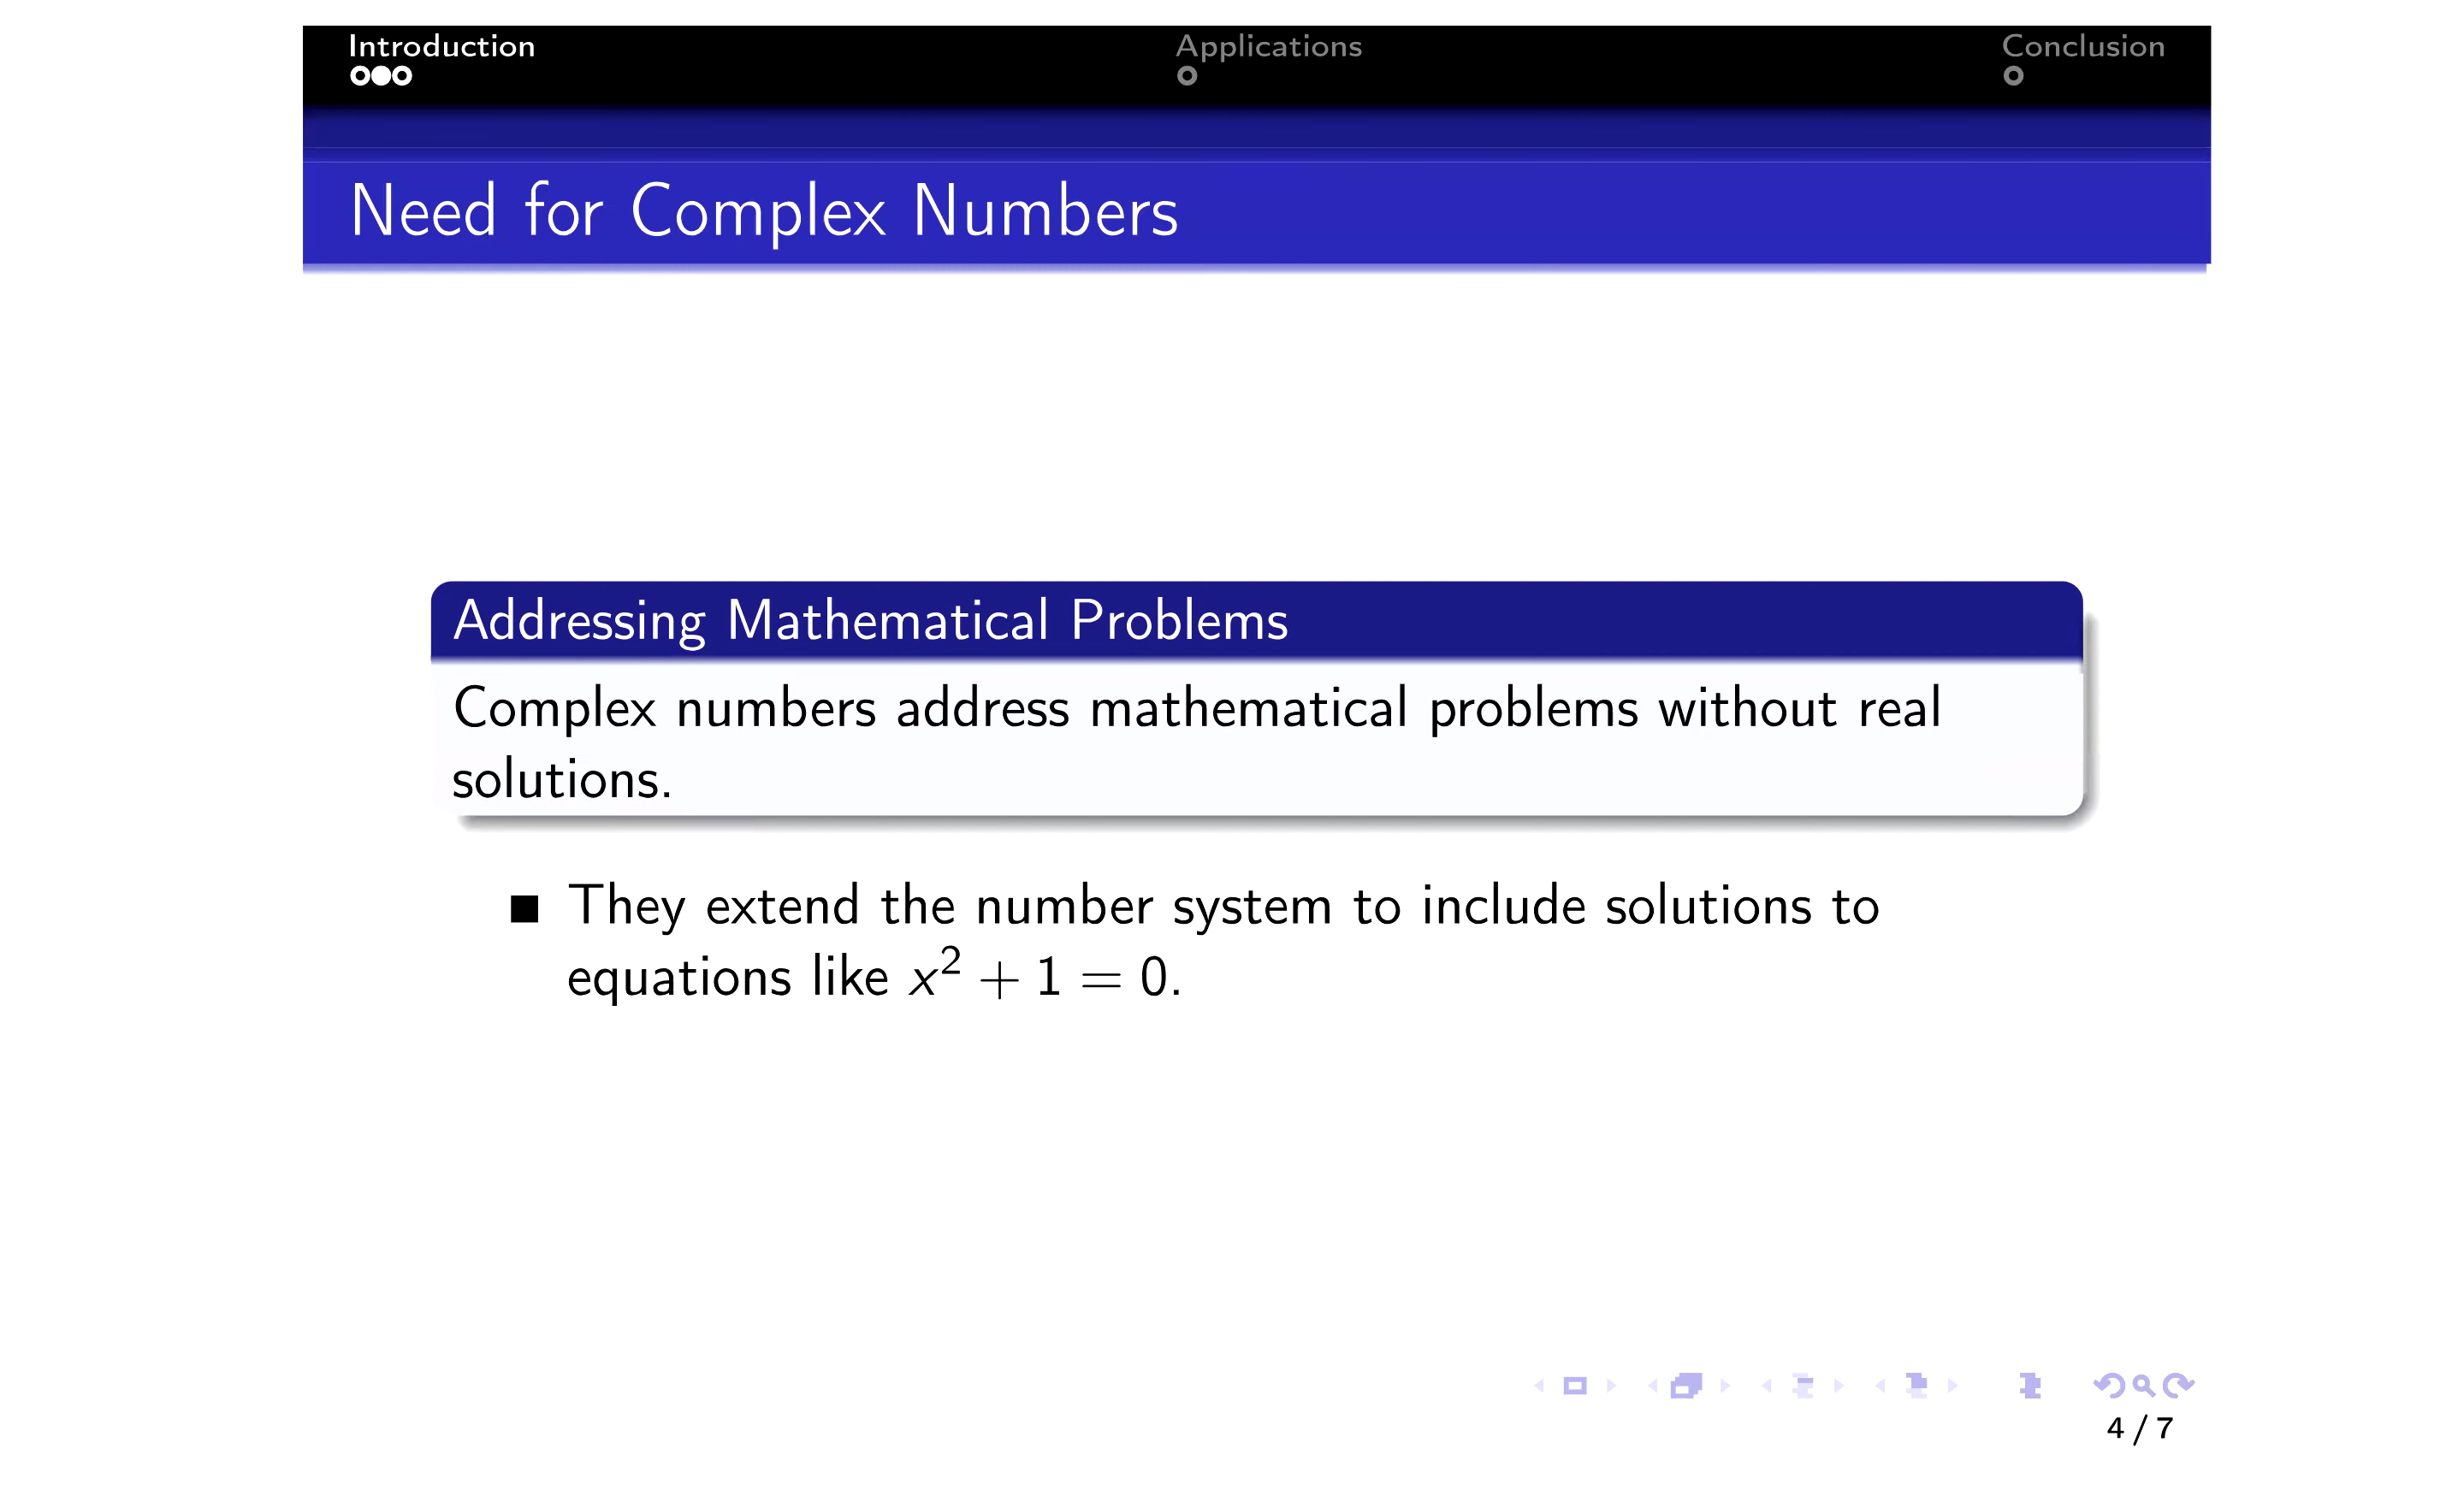 Introduction Applications Conclusion
Need for Complex Numbers
Addressing Mathematical Problems
Complex numbers address mathematical problems without real
solutions.
They extend the number system to include solutions to
equations like x² + 1 = 0.
4 / 7